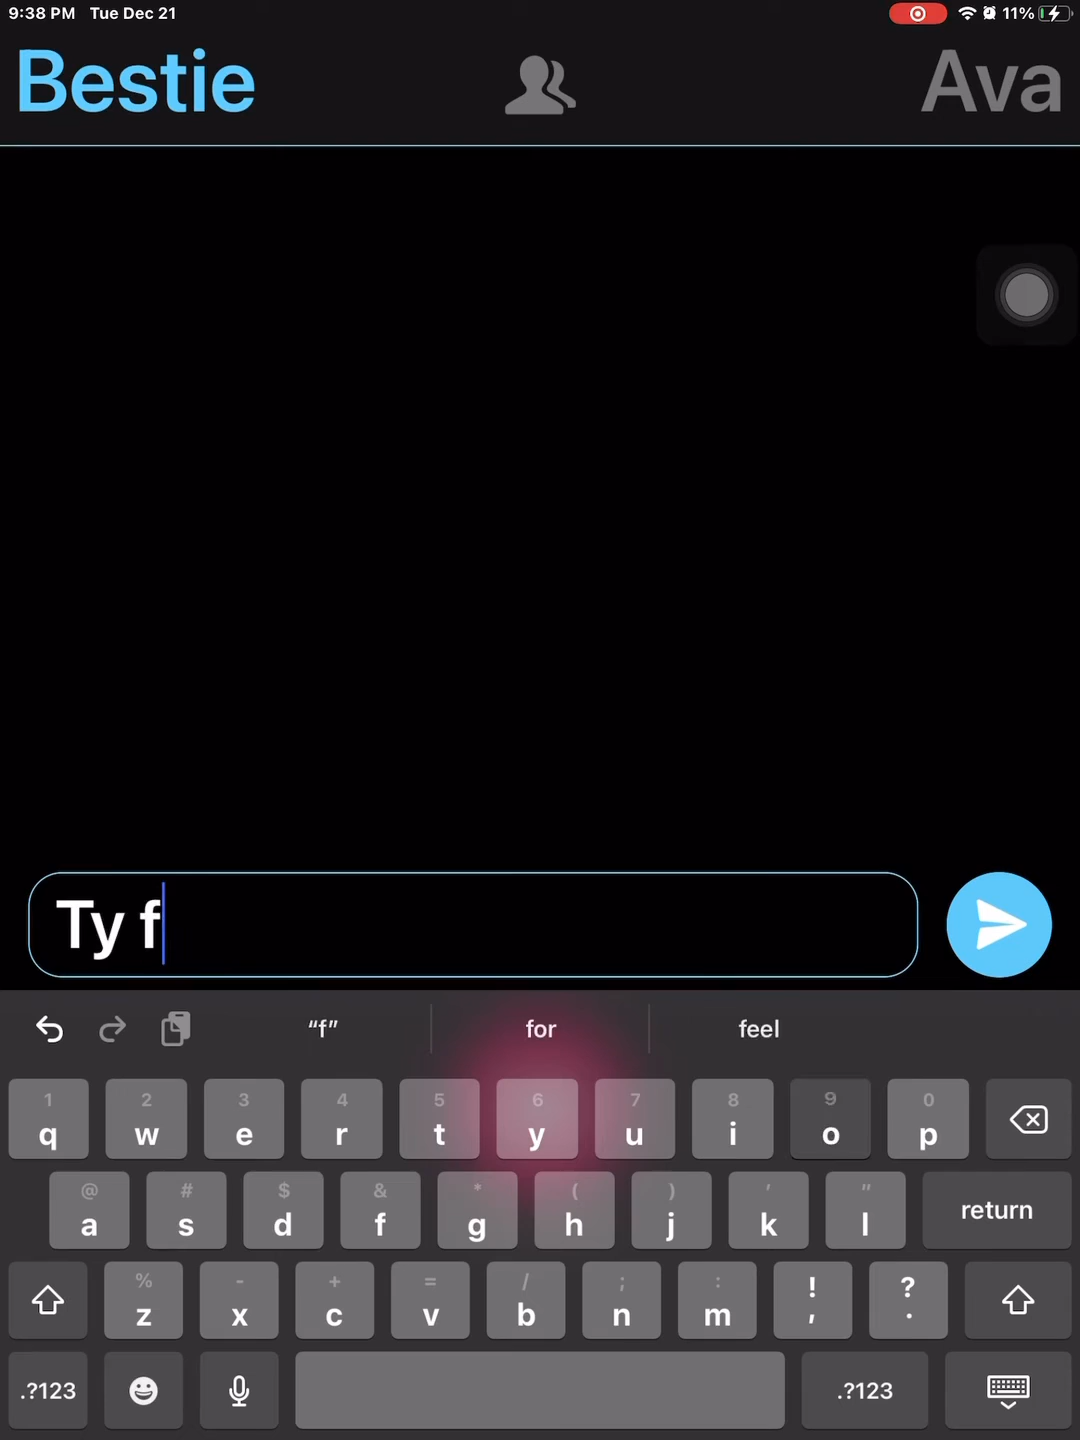 9:38 PM Tue Dec 21 11%
Bestie Ava
Ty f
“f” for feel
1 2 3 4 5 6 7 8 9 0
q w e r t y u i o p
@ # $ & * ( ) ' "
a s d f g h j k l return
% - + = / ; : ! ?
z x c v b n m , .
.?123 .?123